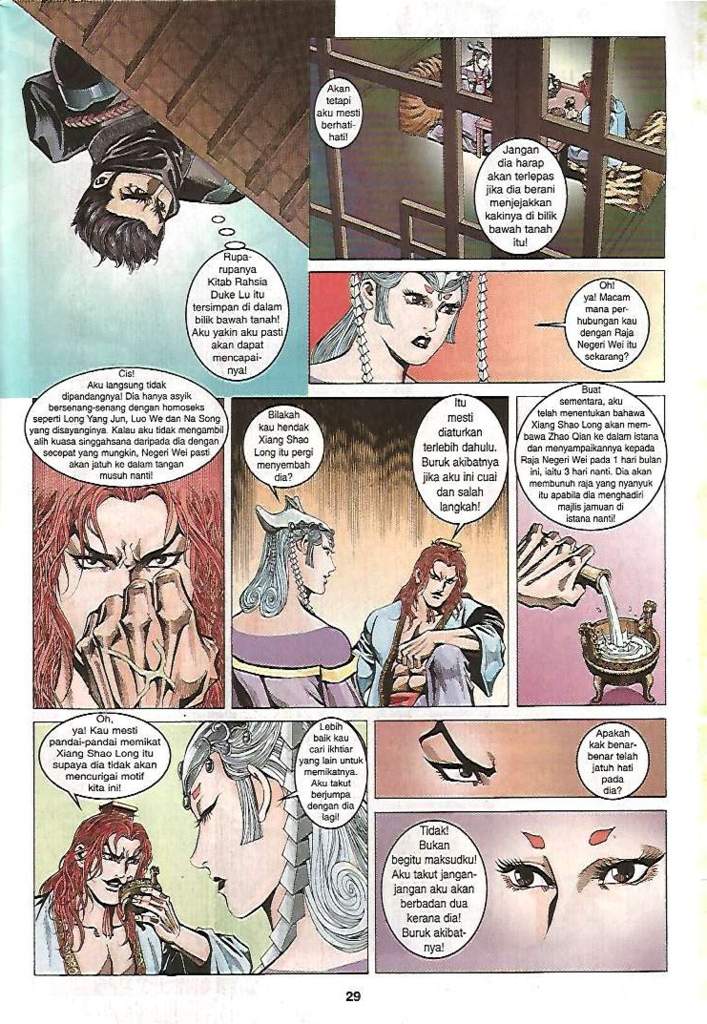 Rupa-
rupanya
Kitab Rahsia
Duke Lu itu
tersimpan di dalam
bilik bawah tanah!
Aku yakin aku pasti
akan dapat
mencapai-
nya!
Akan
tetapi
aku mesti
berhati-
hati!
Jangan
dia harap
akan terlepas
jika dia berani
menjejakkan
kakinya di bilik
bawah tanah
itu!
Oh!
ya! Macam
mana per-
hubungan kau
dengan Raja
Negeri Wei itu
sekarang?
Cis!
Aku langsung tidak
dipandangnya! Dia hanya asyik
bersenang-senang dengan homoseks
seperti Long Yang Jun, Luo We dan Na Song
yang disayanginya. Kalau aku tidak mengambil
alih kuasa singgahsana daripada dia dengan
secepat yang mungkin, Negeri Wei pasti
akan jatuh ke dalam tangan
musuh nanti!
Bilakah
kau hendak
Xiang Shao
Long itu pergi
menyembah
dia?
Itu
mesti
diaturkan
terlebih dahulu.
Buruk akibatnya
jika aku cuai
dan salah
langkah!
Buat
sementara, aku
telah menentukan bahawa
Xiang Shao Long akan mem-
bawa Zhao Qian ke dalam istana
dan menyampaikannya kepada
Raja Negeri Wei pada 1 hari bulan
ini, iaitu 3 hari nanti. Dia akan
membunuh raja yang nyanyuk
itu apabila dia menghadiri
majlis jamuan di
istana nanti!
Oh,
ya! Kau mesti
pandai-pandai memikat
Xiang Shao Long itu
supaya dia tidak akan
mencurigai motif
kita ini!
Lebih
baik kau
cari ikhtiar
untuk
memikatnya.
Aku takut
berjumpa
dengan dia
lagi!
Apakah
kak benar-
benar telah
jatuh hati
pada
dia?
Tidak!
Bukan
begitu maksudku!
Aku takut jangan-
jangan aku akan
berbadan dua
kerana dia!
Buruk akibat-
nya!
29